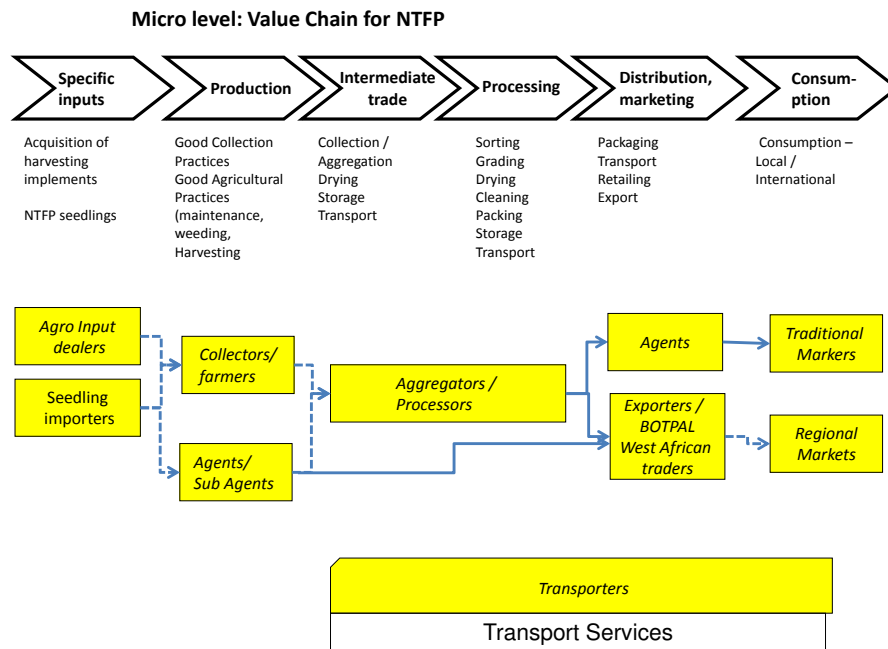 Micro level: Value Chain for NTFP
Specific
inputs
Production
Intermediate
trade
Processing
Distribution,
marketing
Consum-
ption
Acquisition of
harvesting
implements
NTFP seedlings
Good Collection
Practices
Good Agricultural
Practices
(maintenance,
weeding,
Harvesting
Collection /
Aggregation
Drying
Storage
Transport
Sorting
Grading
Drying
Cleaning
Packing
Storage
Transport
Packaging
Transport
Retailing
Export
Consumption –
Local /
International
Agro Input
dealers
Seedling
importers
Collectors/
farmers
Agents/
Sub Agents
Aggregators /
Processors
Agents
Exporters /
BOTPAL
West African
traders
Traditional
Markers
Regional
Markets
Transporters
Transport Services